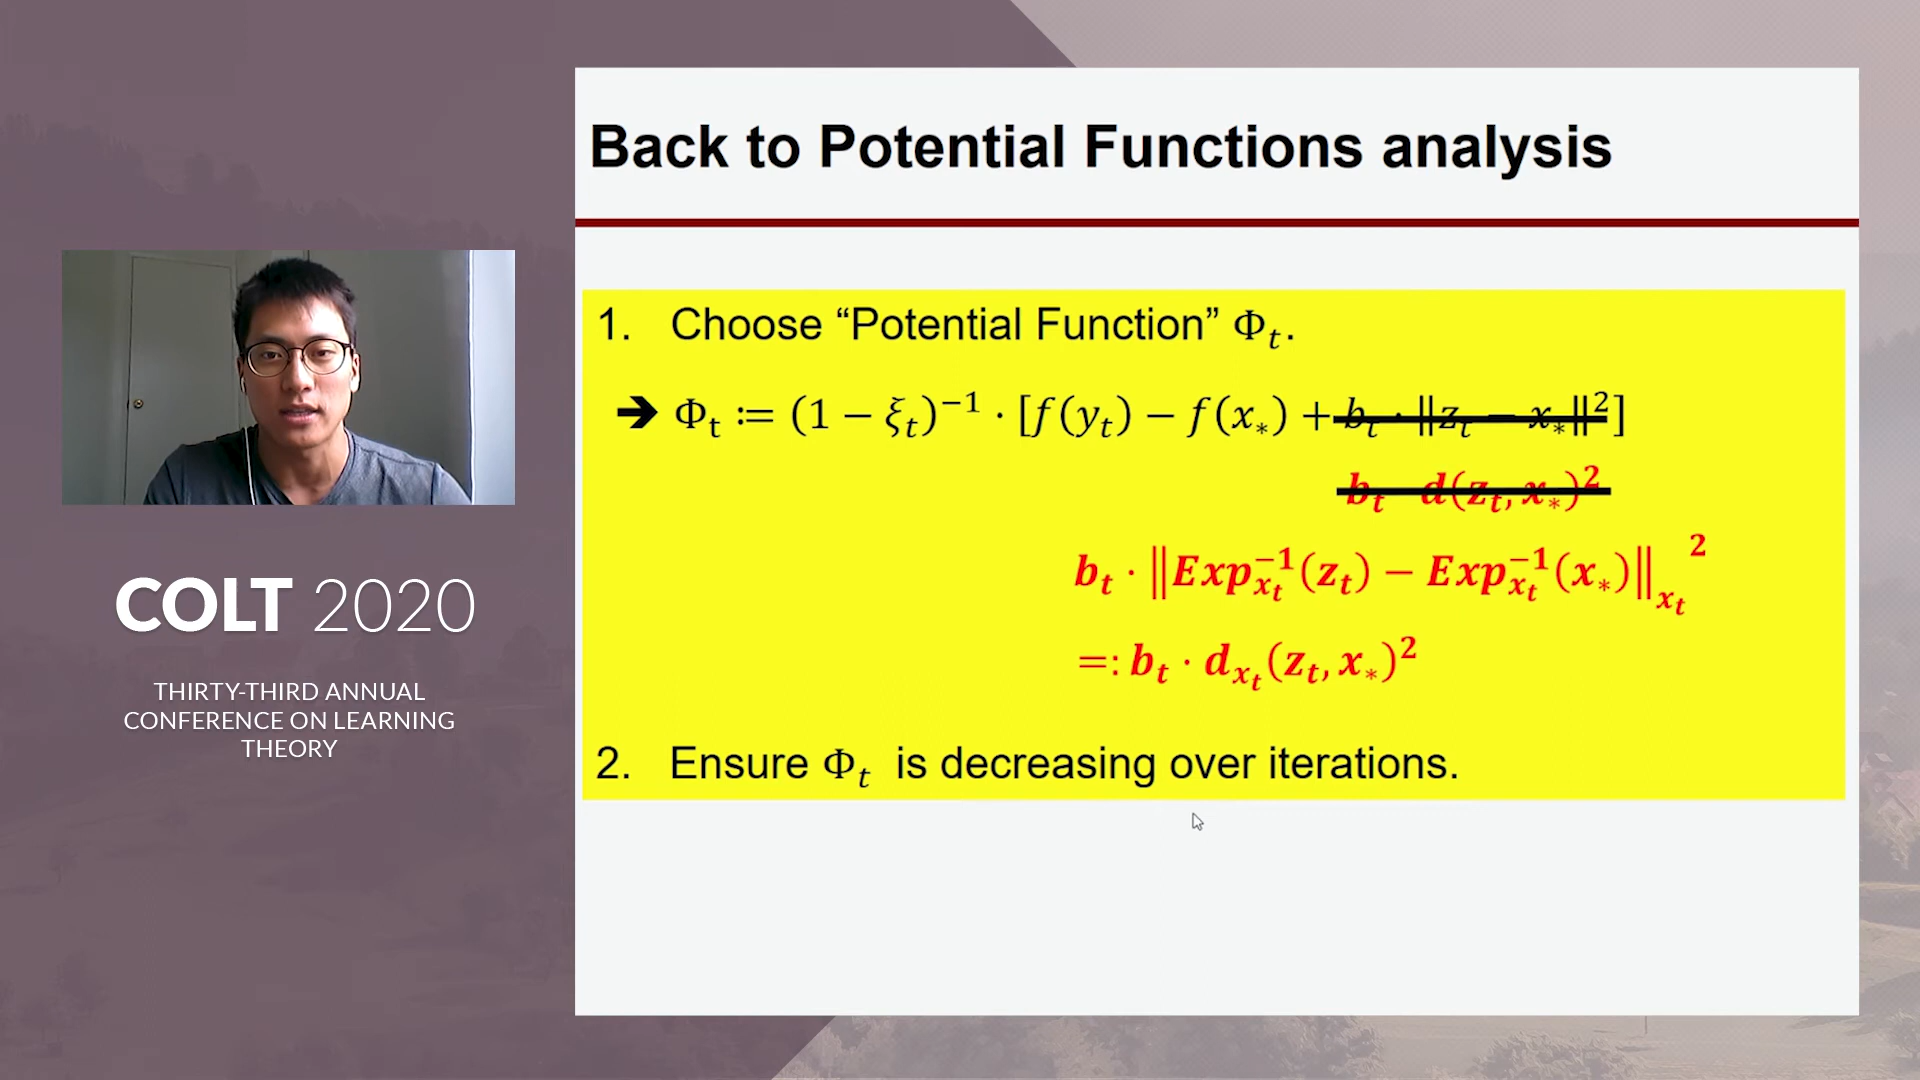 Back to Potential Functions analysis
1. Choose “Potential Function” Φ_t.
➔ Φ_t ≔ (1 − ξ_t)^{−1} · [f(y_t) − f(x_*) + b_t · ‖z_t − x_*‖^2]
b_t · d(z_t, x_*)^2
b_t · ‖Exp_{x_t}^{−1}(z_t) − Exp_{x_t}^{−1}(x_*)‖_{x_t}^2
=: b_t · d_{x_t}(z_t, x_*)^2
2. Ensure Φ_t is decreasing over iterations.
COLT 2020
THIRTY-THIRD ANNUAL
CONFERENCE ON LEARNING
THEORY